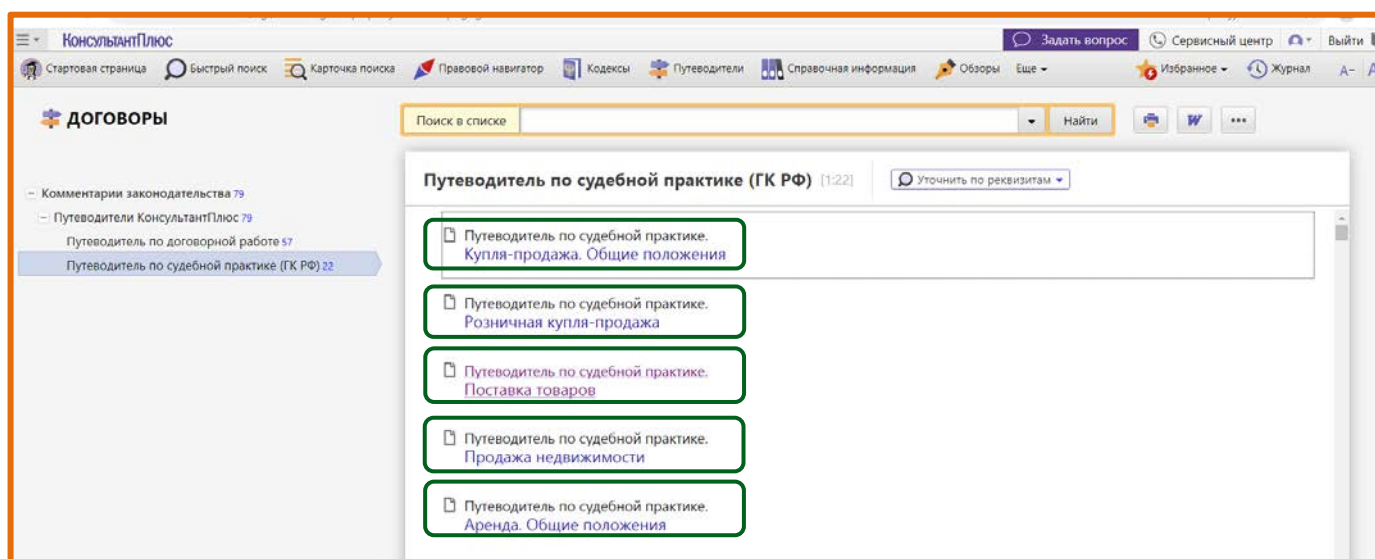 КонсультантПлюс
Задать вопрос
Сервисный центр
Выйти
Стартовая страница
Быстрый поиск
Карточка поиска
Правовой навигатор
Кодексы
Путеводители
Справочная информация
Обзоры
Еще
Избранное
Журнал
А-
ДОГОВОРЫ
Поиск в списке
Найти
W
Комментарии законодательства 79
Путеводители КонсультантПлюс 79
Путеводитель по договорной работе 57
Путеводитель по судебной практике (ГК РФ) 22
Путеводитель по судебной практике (ГК РФ) [1:22]
Уточнить по реквизитам
Путеводитель по судебной практике.
Купля-продажа. Общие положения
Путеводитель по судебной практике.
Розничная купля-продажа
Путеводитель по судебной практике.
Поставка товаров
Путеводитель по судебной практике.
Продажа недвижимости
Путеводитель по судебной практике.
Аренда. Общие положения